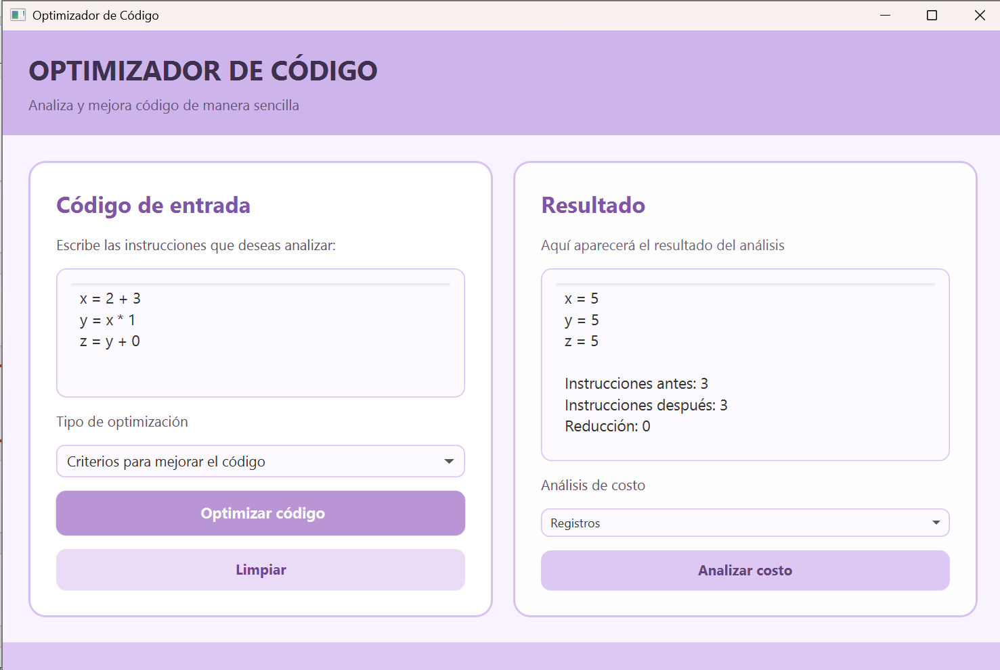 Optimizador de Código
OPTIMIZADOR DE CÓDIGO
Analiza y mejora código de manera sencilla
Código de entrada
Escribe las instrucciones que deseas analizar:
x = 2 + 3
y = x * 1
z = y + 0
Tipo de optimización
Criterios para mejorar el código
Optimizar código
Limpiar
Resultado
Aquí aparecerá el resultado del análisis
x = 5
y = 5
z = 5
Instrucciones antes: 3
Instrucciones después: 3
Reducción: 0
Análisis de costo
Registros
Analizar costo